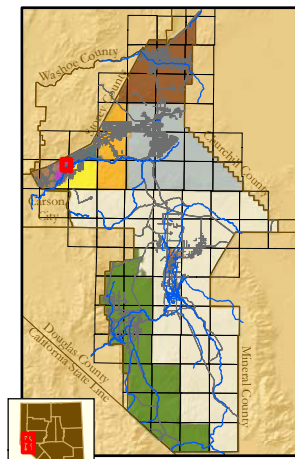 Washoe County
Storey County
Churchill County
Carson
City
Douglas County
California State Line
Mineral County